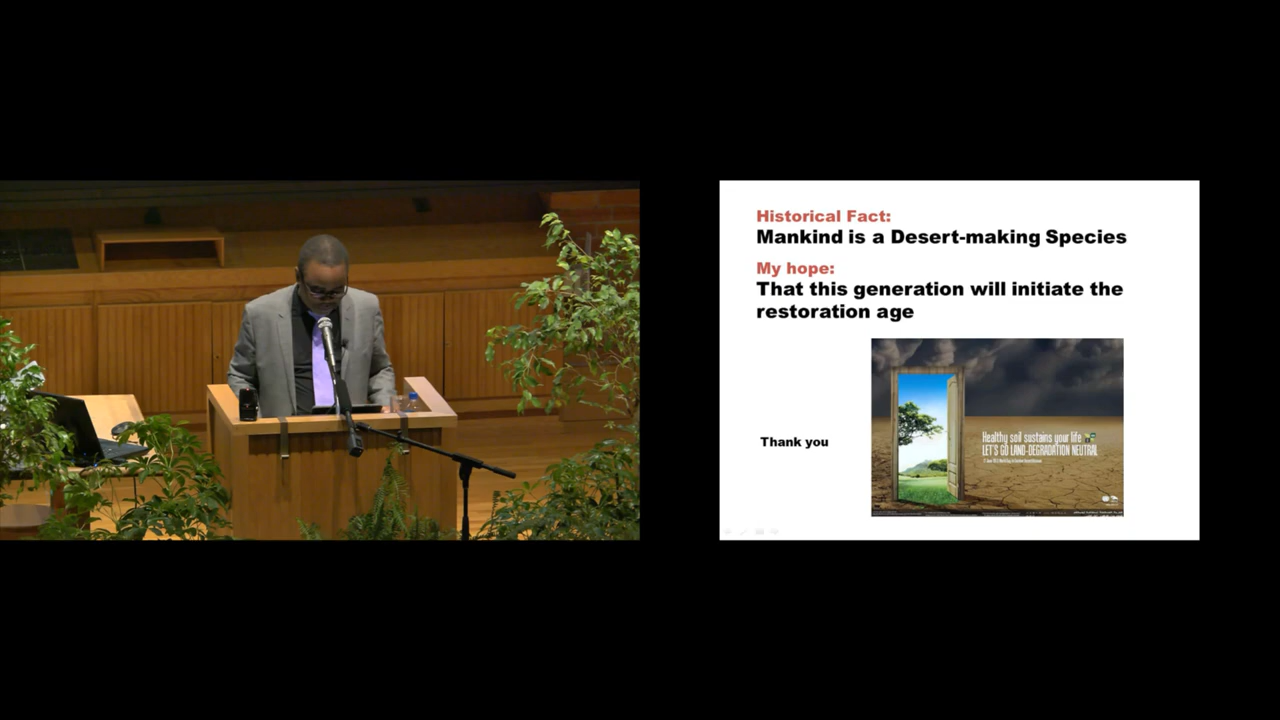 Historical Fact:
Mankind is a Desert-making Species
My hope:
That this generation will initiate the
restoration age
Thank you
Healthy soil sustains your life
LET'S GO LAND-DEGRADATION NEUTRAL